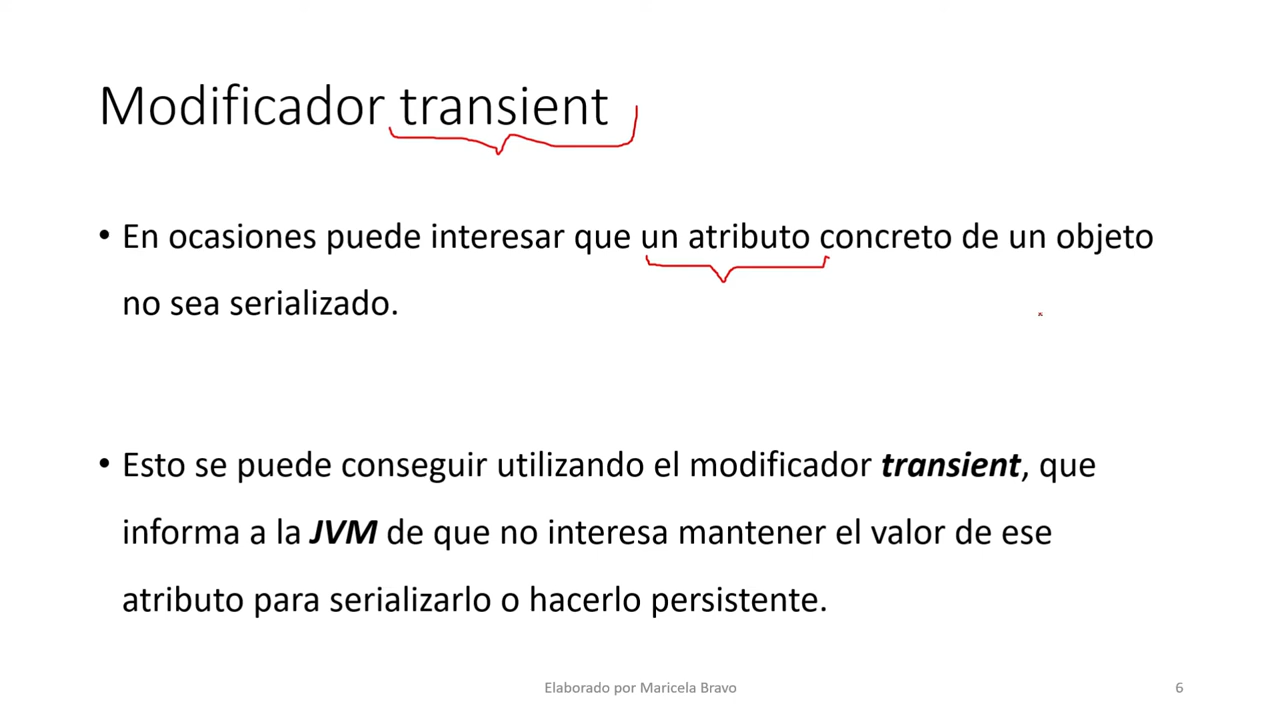 Modificador transient
• En ocasiones puede interesar que un atributo concreto de un objeto
no sea serializado.
• Esto se puede conseguir utilizando el modificador transient, que
informa a la JVM de que no interesa mantener el valor de ese
atributo para serializarlo o hacerlo persistente.
Elaborado por Maricela Bravo
6